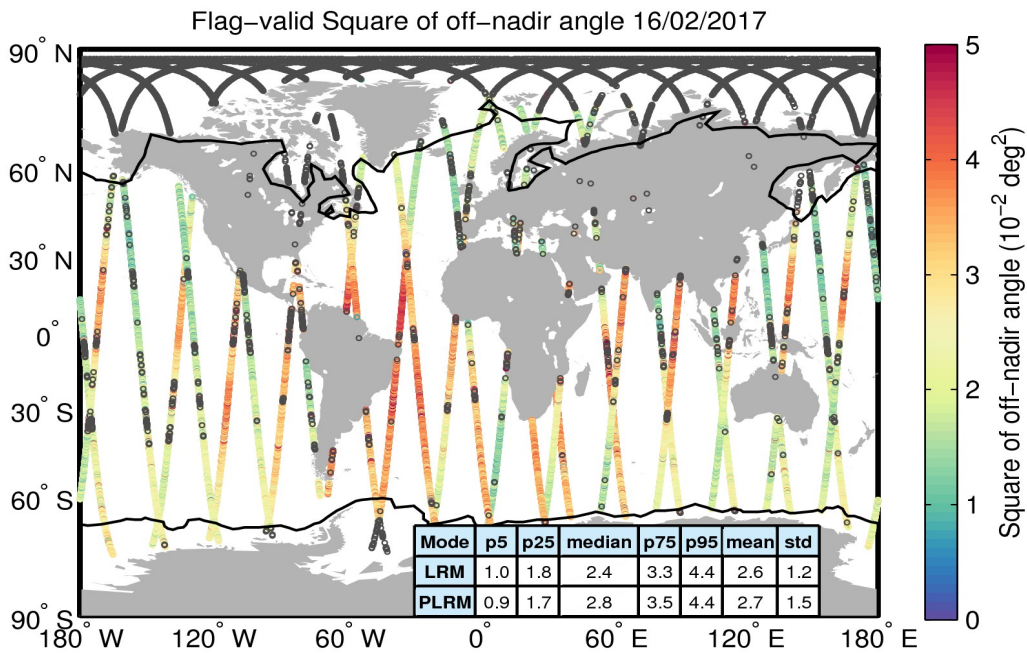 Flag−valid Square of off−nadir angle 16/02/2017
90° N
60° N
30° N
0°
30° S
60° S
90° S
180° W
120° W
60° W
0°
60° E
120° E
180° E
Mode p5 p25 median p75 p95 mean std
LRM 1.0 1.8 2.4 3.3 4.4 2.6 1.2
PLRM 0.9 1.7 2.8 3.5 4.4 2.7 1.5
5
4
3
2
1
0
Square of off−nadir angle (10⁻² deg²)